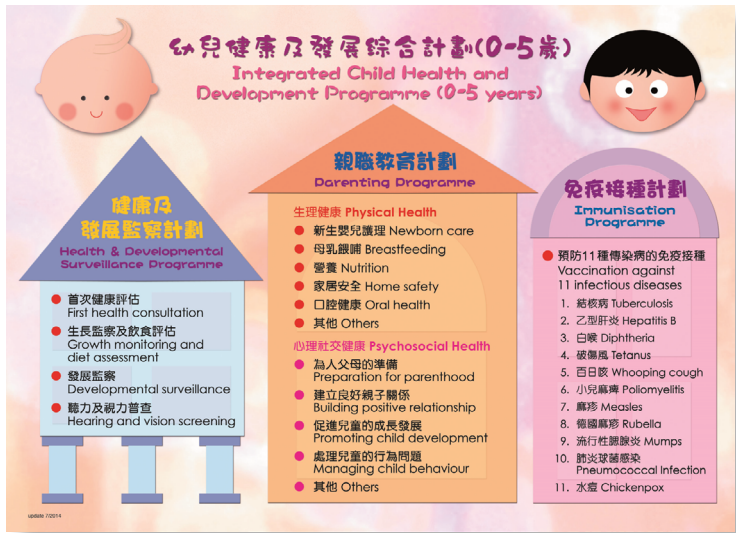 幼兒健康及發展綜合計劃(0-5歲)
Integrated Child Health and
Development Programme (0-5 years)
健康及
發展監察計劃
Health & Developmental
Surveillance Programme
首次健康評估
First health consultation
生長監察及飲食評估
Growth monitoring and
diet assessment
發展監察
Developmental surveillance
聽力及視力普查
Hearing and vision screening
親職教育計劃
Parenting Programme
生理健康 Physical Health
新生嬰兒護理 Newborn care
母乳餵哺 Breastfeeding
營養 Nutrition
家居安全 Home safety
口腔健康 Oral health
其他 Others
心理社交健康 Psychosocial Health
為人父母的準備
Preparation for parenthood
建立良好親子關係
Building positive relationship
促進兒童的成長發展
Promoting child development
處理兒童的行為問題
Managing child behaviour
其他 Others
免疫接種計劃
Immunisation
Programme
預防11種傳染病的免疫接種
Vaccination against
11 infectious diseases
1. 結核病 Tuberculosis
2. 乙型肝炎 Hepatitis B
3. 白喉 Diphtheria
4. 破傷風 Tetanus
5. 百日咳 Whooping cough
6. 小兒麻痺 Poliomyelitis
7. 麻疹 Measles
8. 德國麻疹 Rubella
9. 流行性腮腺炎 Mumps
10. 肺炎球菌感染
Pneumococcal Infection
11. 水痘 Chickenpox
update 7/2014